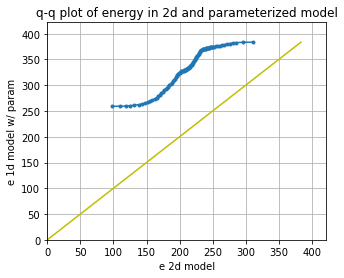 q-q plot of energy in 2d and parameterized model
e 1d model w/ param
400
350
300
250
200
150
100
50
0
0 50 100 150 200 250 300 350 400
e 2d model